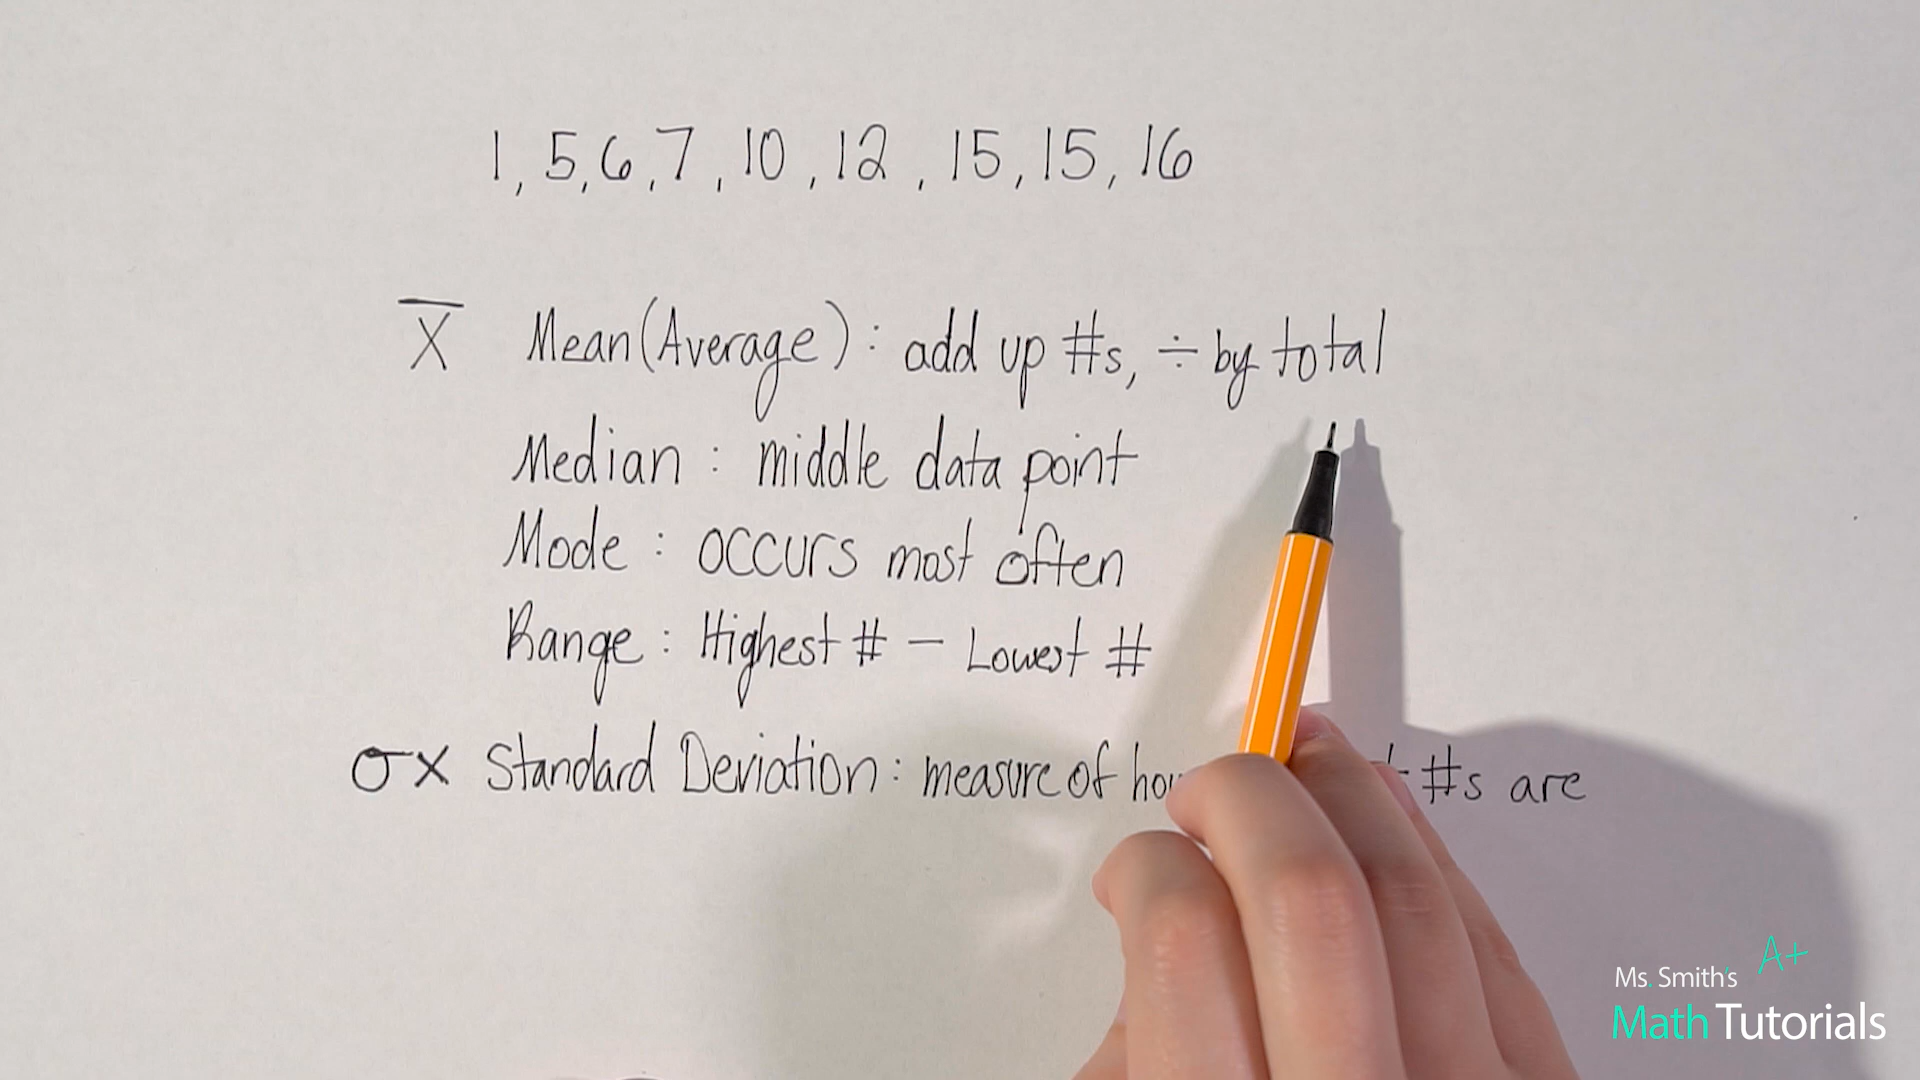 1, 5, 6, 7, 10, 12, 15, 15, 16
X̅ Mean (Average): add up #s, ÷ by total
Median: middle data point
Mode: occurs most often
Range: Highest # - Lowest #
σx Standard Deviation: measure of #s are
A+
Ms. Smith's
Math Tutorials